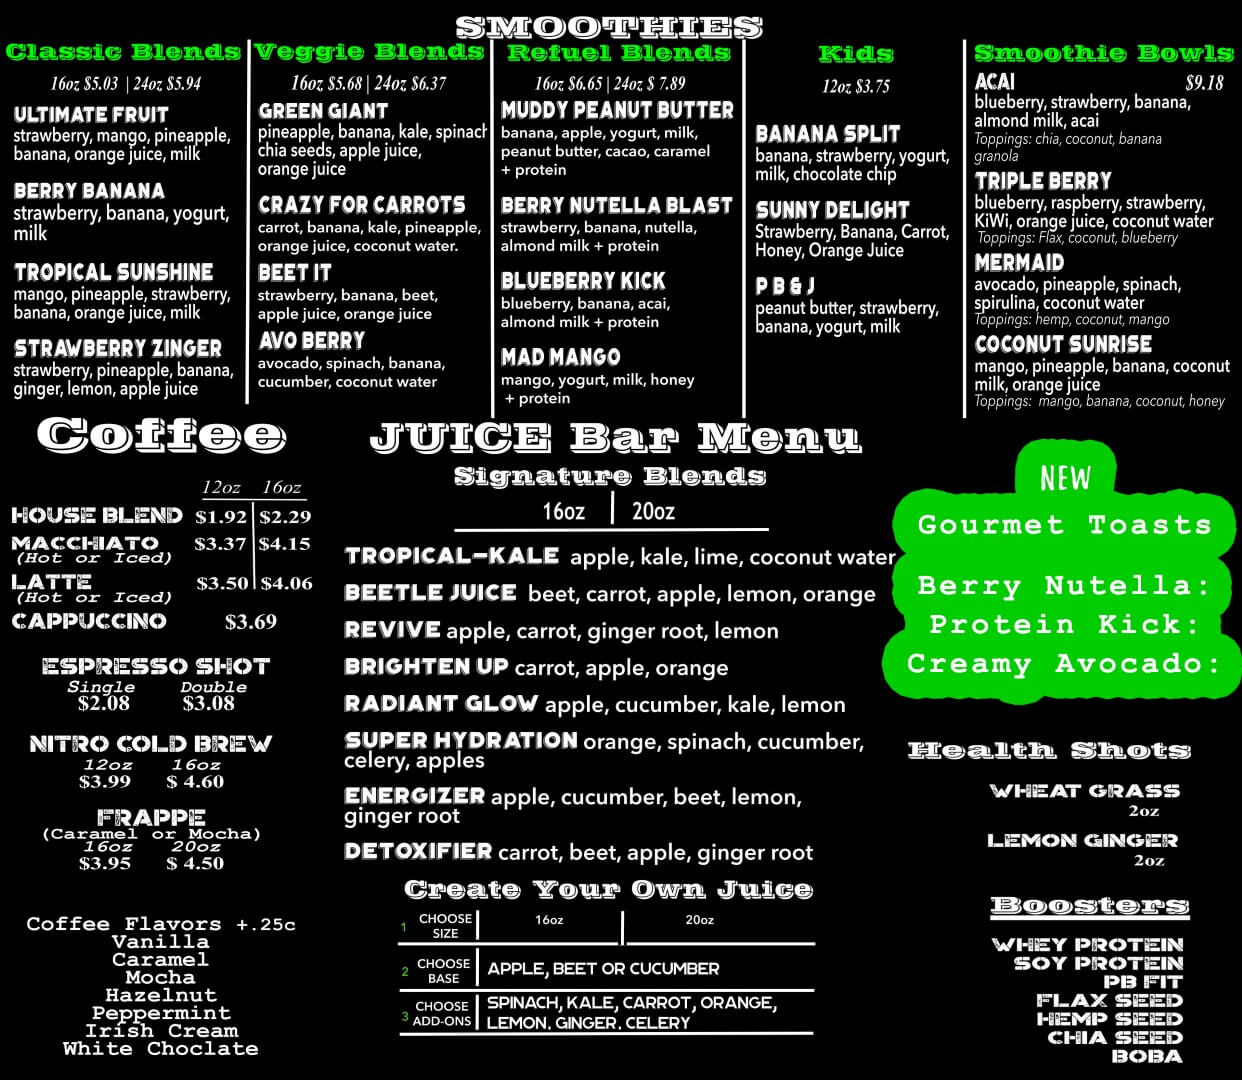 SMOOTHIES
Classic Blends
16oz $5.03 | 24oz $5.94
ULTIMATE FRUIT
strawberry, mango, pineapple,
banana, orange juice, milk
BERRY BANANA
strawberry, banana, yogurt,
milk
TROPICAL SUNSHINE
mango, pineapple, strawberry,
banana, orange juice, milk
STRAWBERRY ZINGER
strawberry, pineapple, banana,
ginger, lemon, apple juice
Veggie Blends
16oz $5.68 | 24oz $6.37
GREEN GIANT
pineapple, banana, kale, spinach
chia seeds, apple juice,
orange juice
CRAZY FOR CARROTS
carrot, banana, kale, pineapple,
orange juice, coconut water.
BEET IT
strawberry, banana, beet,
apple juice, orange juice
AVO BERRY
avocado, spinach, banana,
cucumber, coconut water
Refuel Blends
16oz $6.65 | 24oz $ 7.89
MUDDY PEANUT BUTTER
banana, apple, yogurt, milk,
peanut butter, cacao, caramel
+ protein
BERRY NUTELLA BLAST
strawberry, banana, nutella,
almond milk + protein
BLUEBERRY KICK
blueberry, banana, acai,
almond milk + protein
MAD MANGO
mango, yogurt, milk, honey
+ protein
Kids
12oz $3.75
BANANA SPLIT
banana, strawberry, yogurt,
milk, chocolate chip
SUNNY DELIGHT
Strawberry, Banana, Carrot,
Honey, Orange Juice
P B & J
peanut butter, strawberry,
banana, yogurt, milk
Smoothie Bowls
ACAI $9.18
blueberry, strawberry, banana,
almond milk, acai
Toppings: chia, coconut, banana
granola
TRIPLE BERRY
blueberry, raspberry, strawberry,
KiWi, orange juice, coconut water
Toppings: Flax, coconut, blueberry
MERMAID
avocado, pineapple, spinach,
spirulina, coconut water
Toppings: hemp, coconut, mango
COCONUT SUNRISE
mango, pineapple, banana, coconut
milk, orange juice
Toppings: mango, banana, coconut, honey
Coffee
12oz 16oz
HOUSE BLEND $1.92 $2.29
MACCHIATO $3.37 $4.15
(Hot or Iced)
LATTE $3.50 $4.06
(Hot or Iced)
CAPPUCCINO $3.69
ESPRESSO SHOT
Single Double
$2.08 $3.08
NITRO COLD BREW
12oz 16oz
$3.99 $ 4.60
FRAPPE
(Caramel or Mocha)
16oz 20oz
$3.95 $ 4.50
Coffee Flavors +.25c
Vanilla
Caramel
Mocha
Hazelnut
Peppermint
Irish Cream
White Choclate
JUICE Bar Menu
Signature Blends
16oz | 20oz
TROPICAL-KALE apple, kale, lime, coconut water
BEETLE JUICE beet, carrot, apple, lemon, orange
REVIVE apple, carrot, ginger root, lemon
BRIGHTEN UP carrot, apple, orange
RADIANT GLOW apple, cucumber, kale, lemon
SUPER HYDRATION orange, spinach, cucumber,
celery, apples
ENERGIZER apple, cucumber, beet, lemon,
ginger root
DETOXIFIER carrot, beet, apple, ginger root
Create Your Own Juice
1 CHOOSE SIZE 16oz 20oz
2 CHOOSE BASE APPLE, BEET OR CUCUMBER
3 CHOOSE ADD-ONS SPINACH, KALE, CARROT, ORANGE,
LEMON, GINGER, CELERY
NEW
Gourmet Toasts
Berry Nutella:
Protein Kick:
Creamy Avocado:
Health Shots
WHEAT GRASS
2oz
LEMON GINGER
2oz
Boosters
WHEY PROTEIN
SOY PROTEIN
PB FIT
FLAX SEED
HEMP SEED
CHIA SEED
BOBA